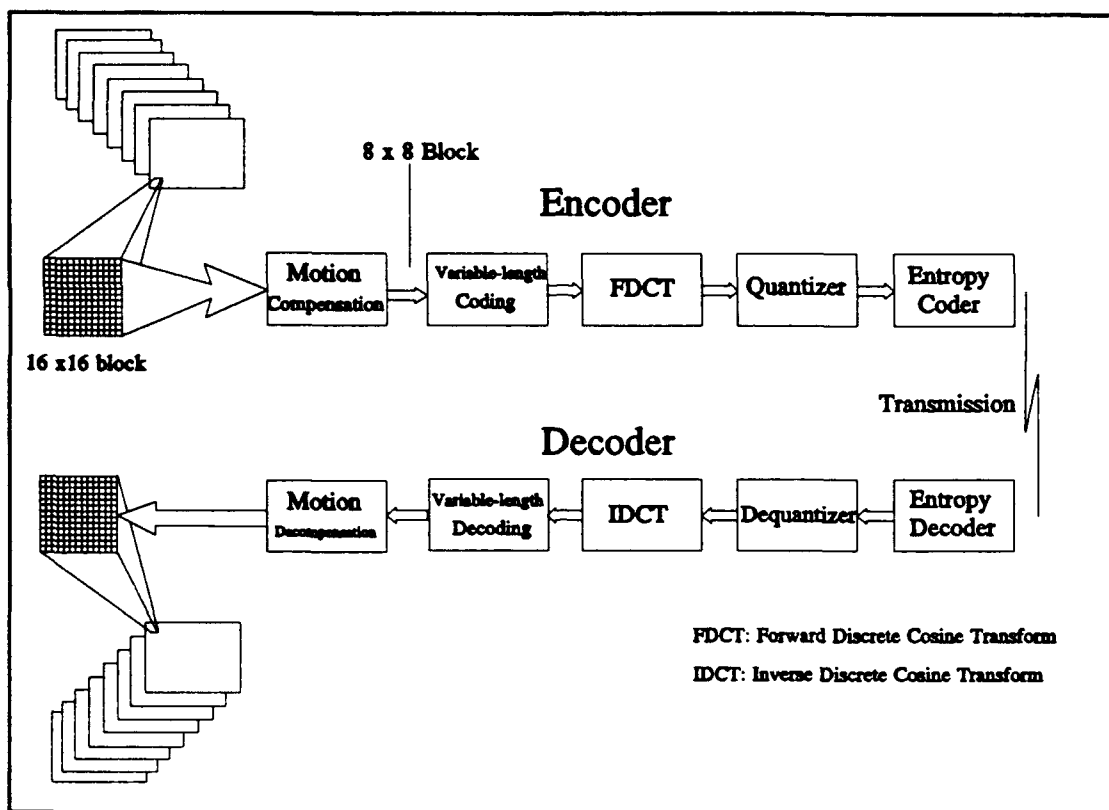 8 x 8 Block
Encoder
Motion
Compensation
Variable-length
Coding
FDCT
Quantizer
Entropy
Coder
16 x16 block
Transmission
Decoder
Motion
Decompensation
Variable-length
Decoding
IDCT
Dequantizer
Entropy
Decoder
FDCT: Forward Discrete Cosine Transform
IDCT: Inverse Discrete Cosine Transform